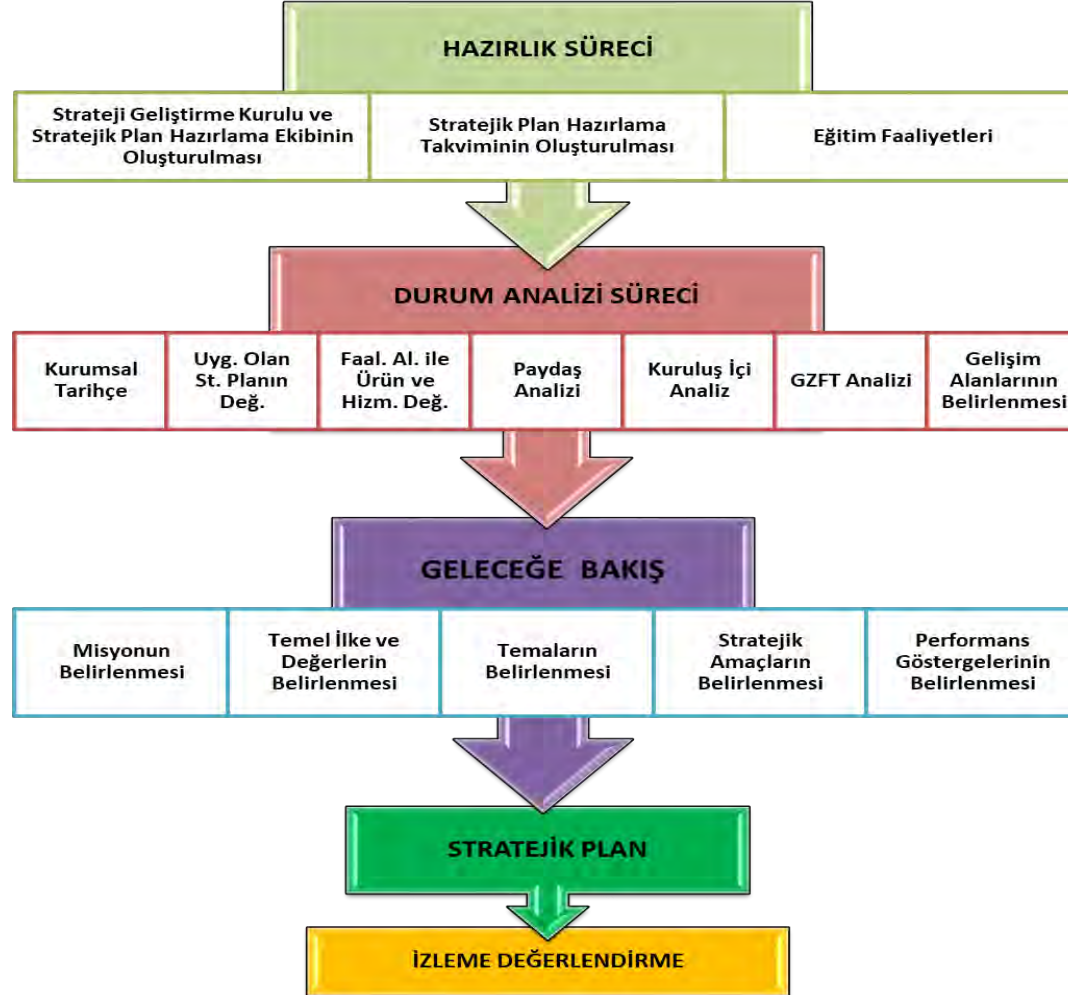 HAZIRLIK SÜRECİ
Strateji Geliştirme Kurulu ve
Stratejik Plan Hazırlama Ekibinin
Oluşturulması
Stratejik Plan Hazırlama
Takviminin Oluşturulması
Eğitim Faaliyetleri
DURUM ANALİZİ SÜRECİ
Kurumsal
Tarihçe
Uyg. Olan
St. Planın
Değ.
Faal. Al. ile
Ürün ve
Hizm. Değ.
Paydaş
Analizi
Kuruluş İçi
Analiz
GZFT Analizi
Gelişim
Alanlarının
Belirlenmesi
GELECEĞE BAKIŞ
Misyonun
Belirlenmesi
Temel İlke ve
Değerlerin
Belirlenmesi
Temaların
Belirlenmesi
Stratejik
Amaçların
Belirlenmesi
Performans
Göstergelerinin
Belirlenmesi
STRATEJİK PLAN
İZLEME DEĞERLENDİRME